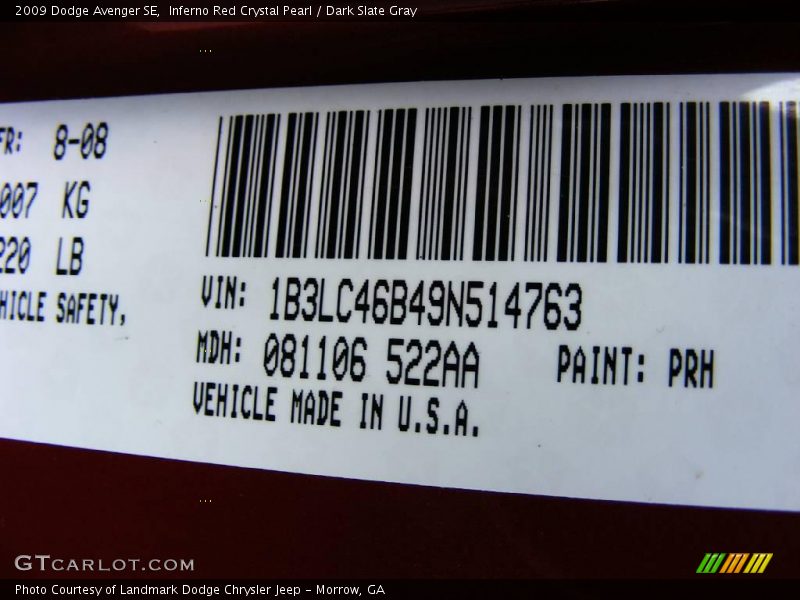 2009 Dodge Avenger SE,  Inferno Red Crystal Pearl / Dark Slate Gray
FR: 8-08
007 KG
220 LB
HICLE SAFETY,
VIN: 1B3LC46B49N514763
MDH: 081106 522AA PAINT: PRH
VEHICLE MADE IN U.S.A.
GTCARLOT.COM
Photo Courtesy of Landmark Dodge Chrysler Jeep - Morrow, GA